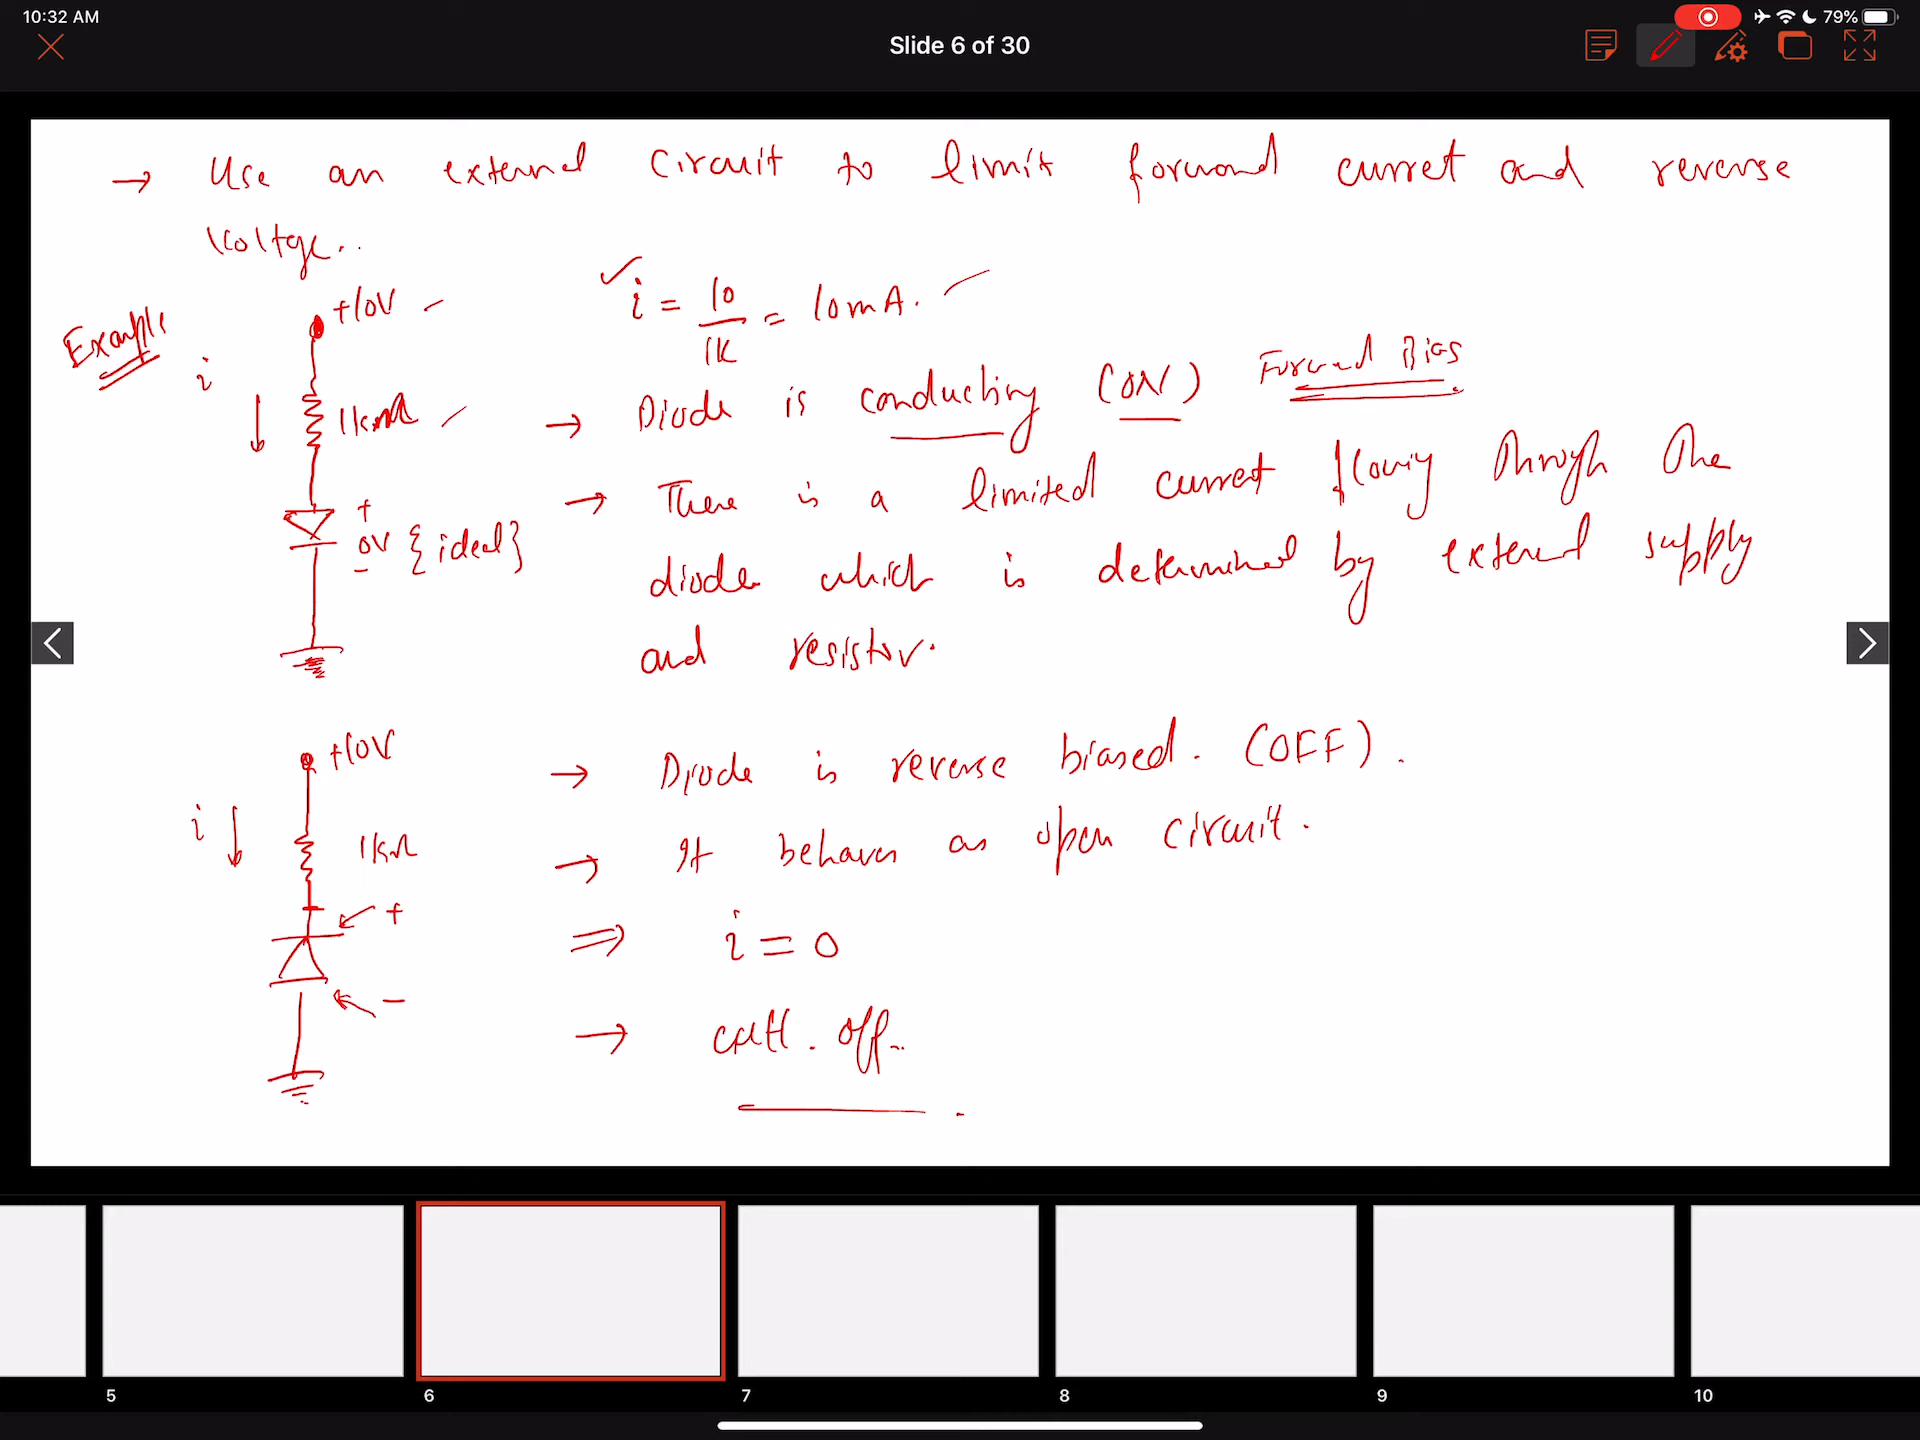 10:32 AM
79%
Slide 6 of 30
→ Use an external circuit to limit forward curret and reverse
Voltge..
Example
+10V
i
1kΩ
+
0V {ideal}
-
✓ i = 10/1K = 10mA.
→ Diode is conducting (ON) Forward Bias
→ There is a limited current flowing through the
diode which is determined by external supply
and resistor.
+10V
i
1kΩ
+
-
→ Diode is reverse biased. (OFF).
→ It behaves as open circuit.
⇒ i = 0
→ cutt. off..
5
6
7
8
9
10